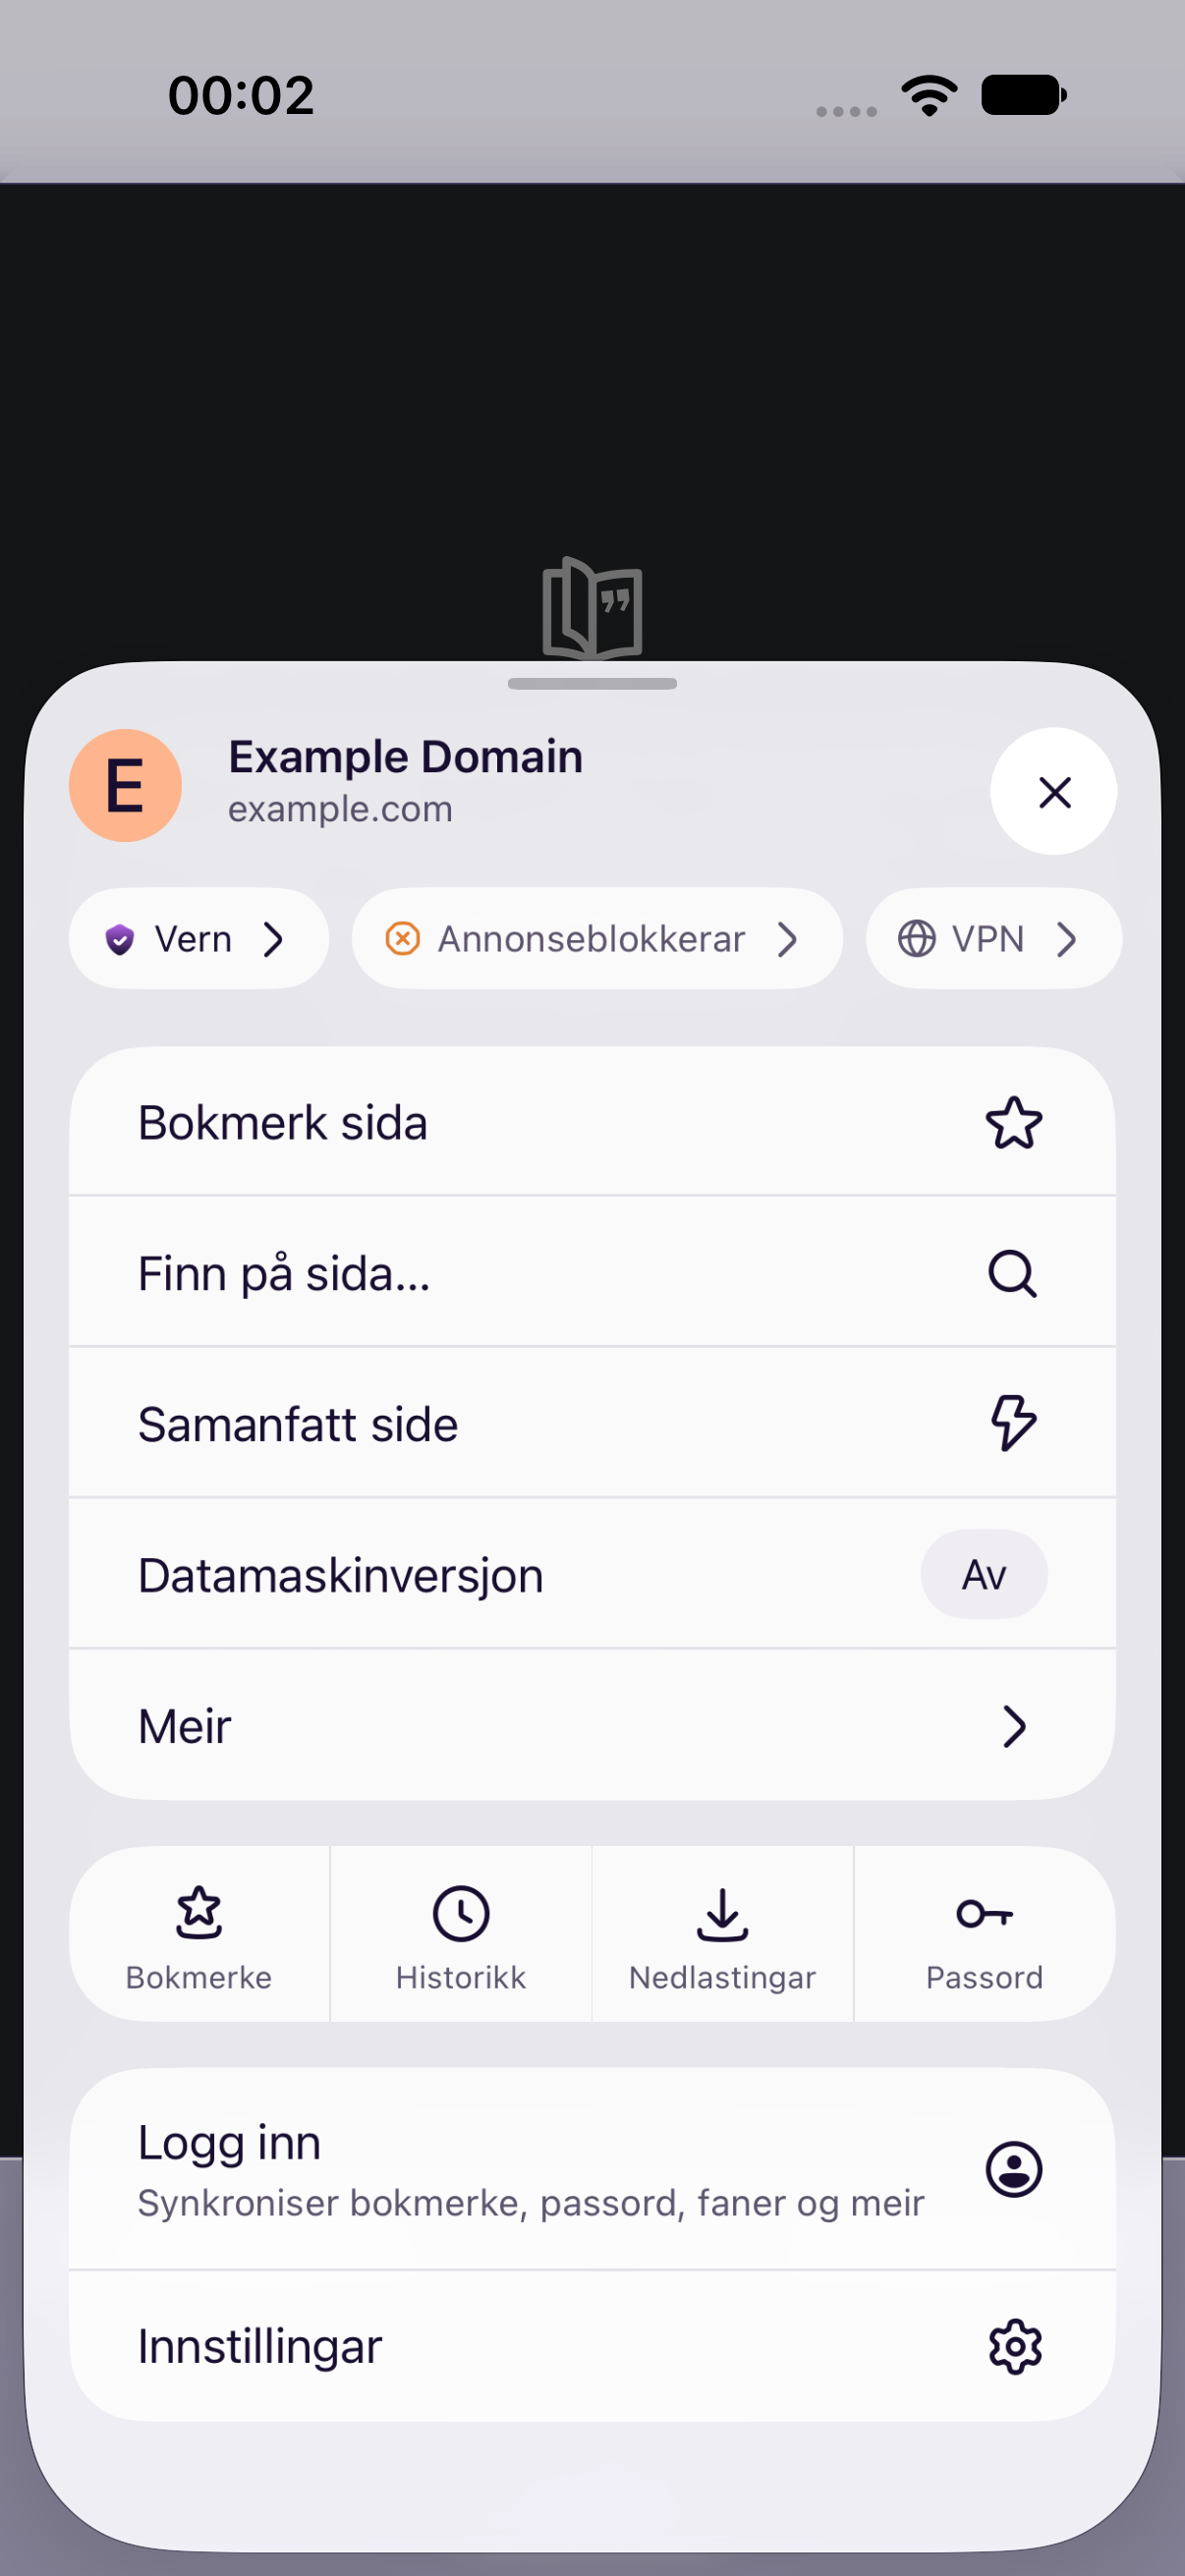 00:02
E
Example Domain
example.com
Vern
Annonseblokkerar
VPN
Bokmerk sida
Finn på sida...
Samanfatt side
Datamaskinversjon
Av
Meir
Bokmerke
Historikk
Nedlastingar
Passord
Logg inn
Synkroniser bokmerke, passord, faner og meir
Innstillingar